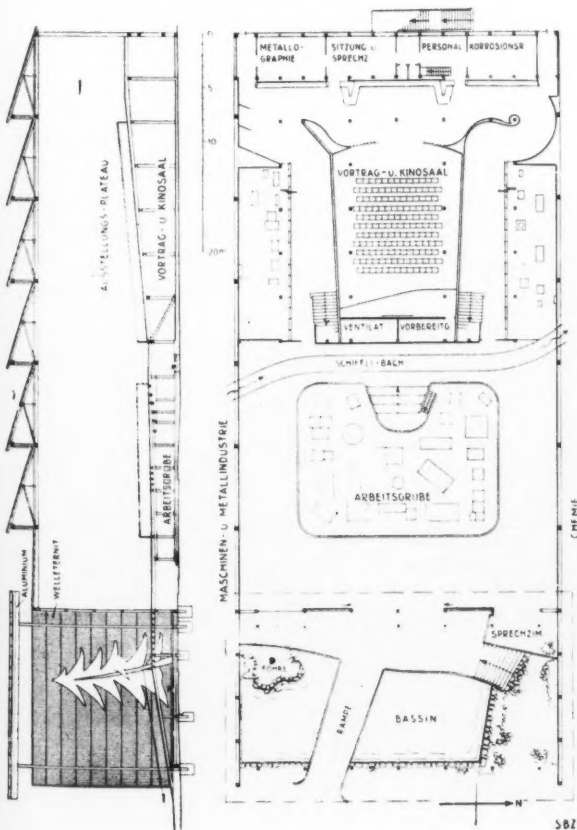 METALLO-
GRAPHIE
SITZUNG U
SPRECHZ
PERSONAL
KORROSIONSR
0
5
10
20m
VORTRAG- u. KINOSAAL
AUSSTELLUNGS-PLATEAU
VORTRAG- U. KINOSAAL
VENTILAT
VORBEREITG
SCHIFFLI-BACH
ARBEITSGRUBE
ARBEITSGRUBE
MASCHINEN- U METALLINDUSTRIE
CHEMIE
ALUMINIUM
WELLETERNIT
SPRECHZIM
RAMPE
BASSIN
N
SBZ